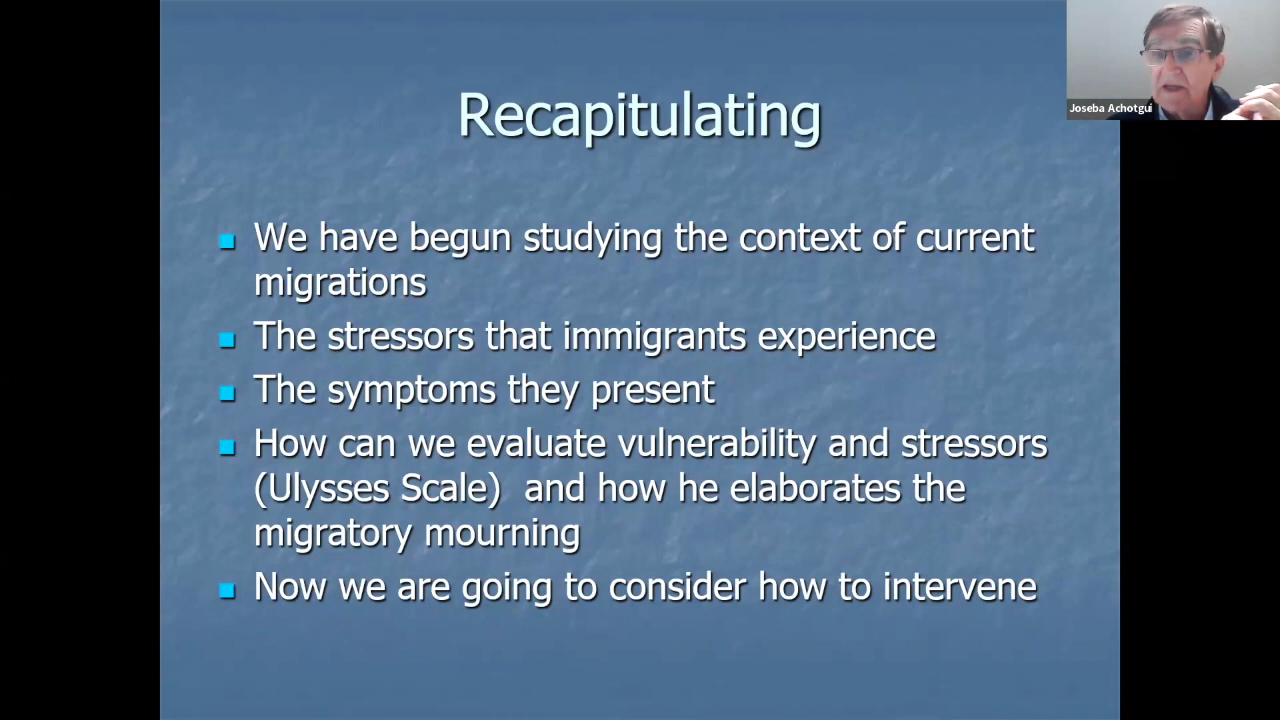 Recapitulating
Joseba Achotgui
We have begun studying the context of current
migrations
The stressors that immigrants experience
The symptoms they present
How can we evaluate vulnerability and stressors
(Ulysses Scale)  and how he elaborates the
migratory mourning
Now we are going to consider how to intervene